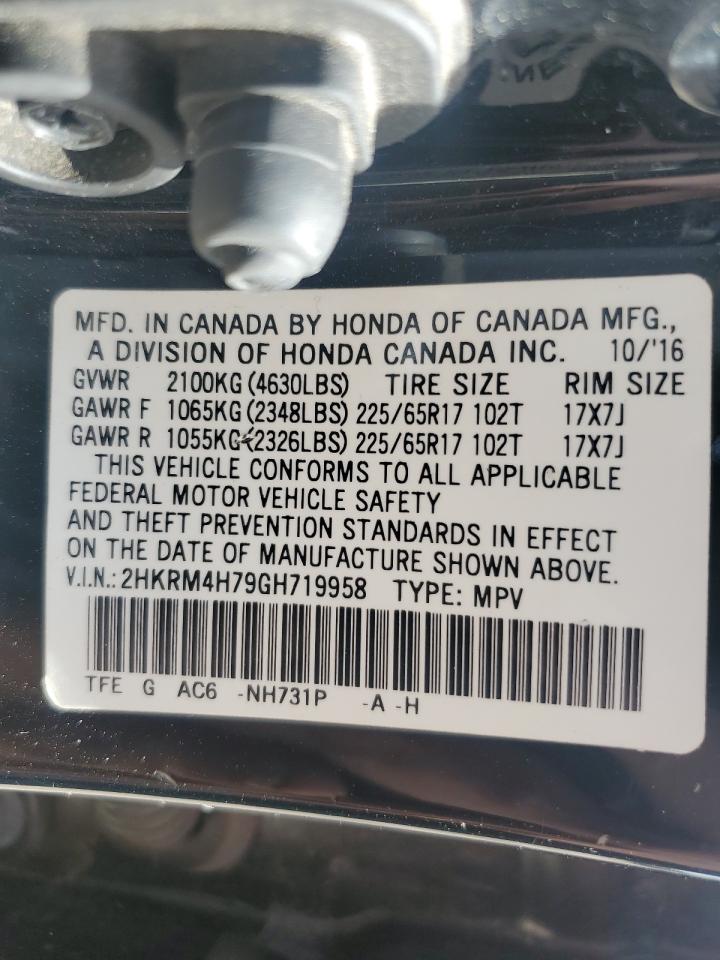 MFD. IN CANADA BY HONDA OF CANADA MFG.,
A DIVISION OF HONDA CANADA INC. 10/'16
GVWR 2100KG (4630LBS) TIRE SIZE RIM SIZE
GAWR F 1065KG (2348LBS) 225/65R17 102T 17X7J
GAWR R 1055KG (2326LBS) 225/65R17 102T 17X7J
THIS VEHICLE CONFORMS TO ALL APPLICABLE
FEDERAL MOTOR VEHICLE SAFETY
AND THEFT PREVENTION STANDARDS IN EFFECT
ON THE DATE OF MANUFACTURE SHOWN ABOVE.
V.I.N.: 2HKRM4H79GH719958 TYPE: MPV
TFE G AC6 -NH731P -A -H